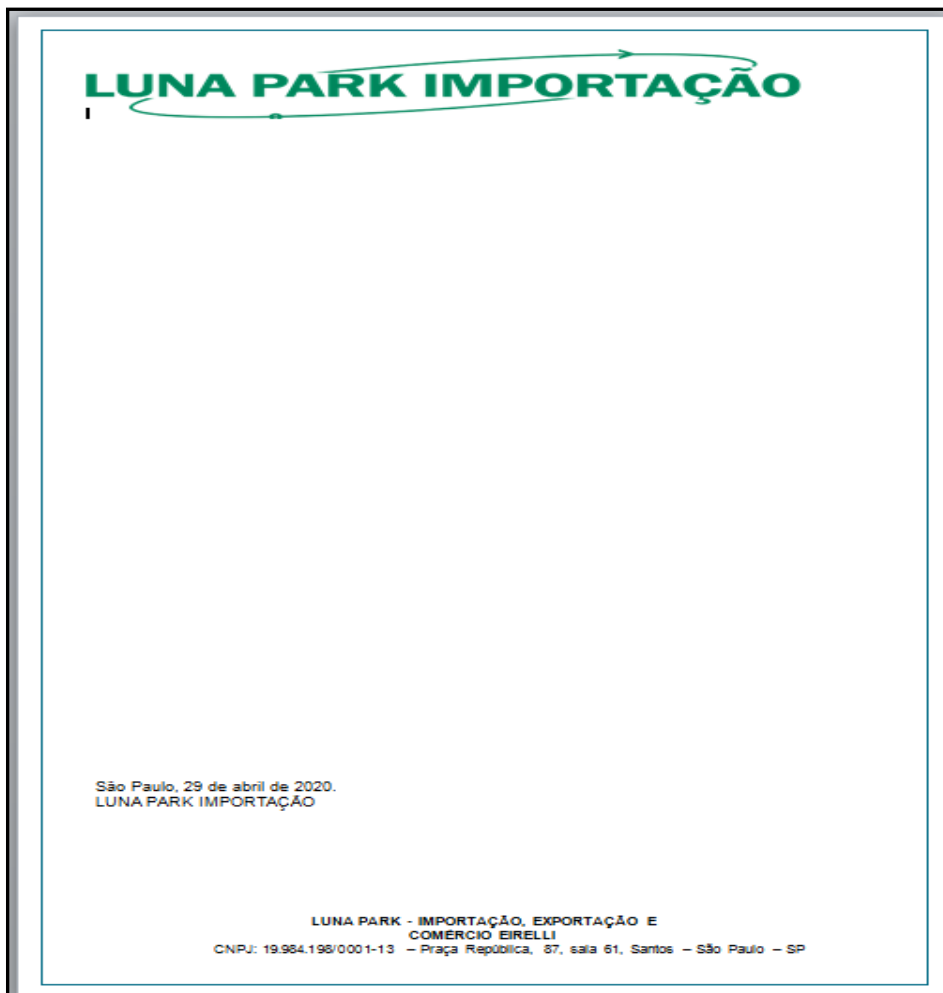 LUNA PARK IMPORTAÇÃO
São Paulo, 29 de abril de 2020.
LUNA PARK IMPORTAÇÃO
LUNA PARK - IMPORTAÇÃO, EXPORTAÇÃO E
COMÉRCIO EIRELLI
CNPJ: 19.984.198/0001-13 – Praça República, 87, sala 61, Santos – São Paulo – SP